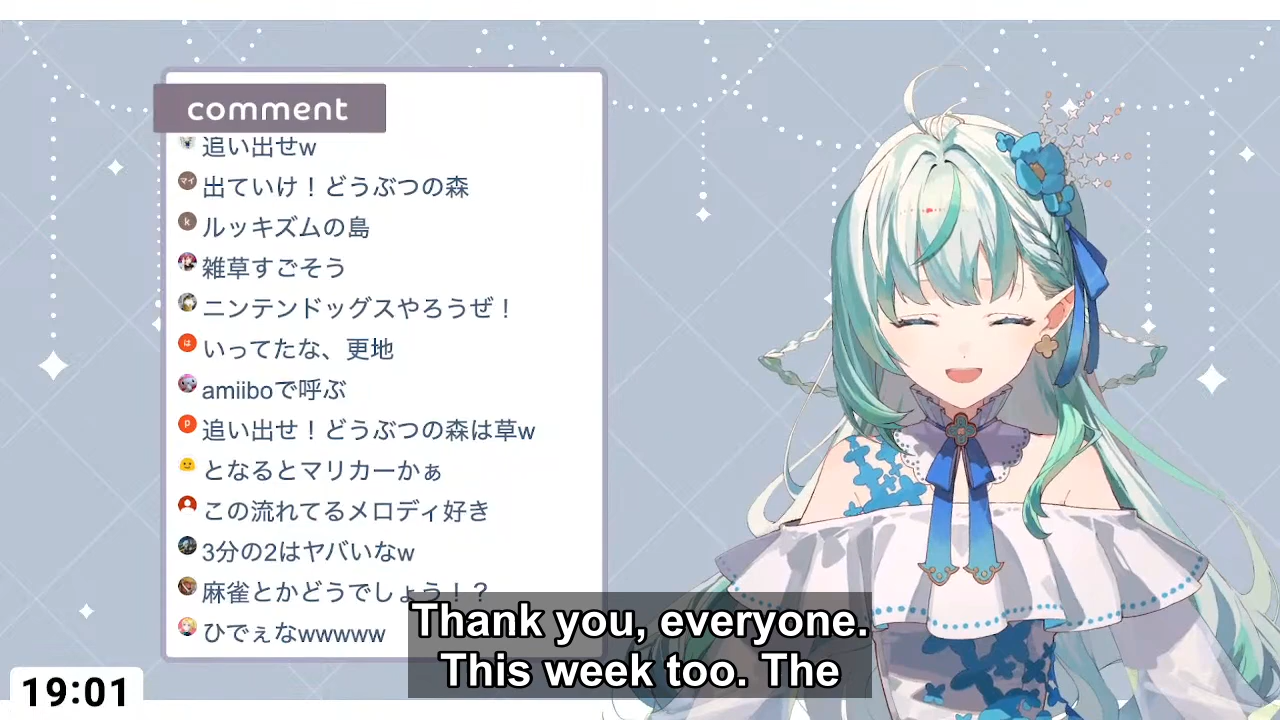 comment
追い出せw
マイ 出ていけ！どうぶつの森
k ルッキズムの島
雑草すごそう
ニンテンドッグスやろうぜ！
は いってたな、更地
amiiboで呼ぶ
p 追い出せ！どうぶつの森は草w
となるとマリカーかぁ
この流れてるメロディ好き
3分の2はヤバいなw
麻雀とかどうでしょう！？
ひでぇなwwwww
Thank you, everyone.
This week too. The
19:01